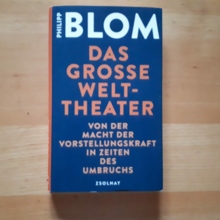 PHILIPP
BLOM
DAS
GROSSE
WELT-
THEATER
VON DER
MACHT DER
VORSTELLUNGSKRAFT
IN ZEITEN
DES
UMBRUCHS
ZSOLNAY